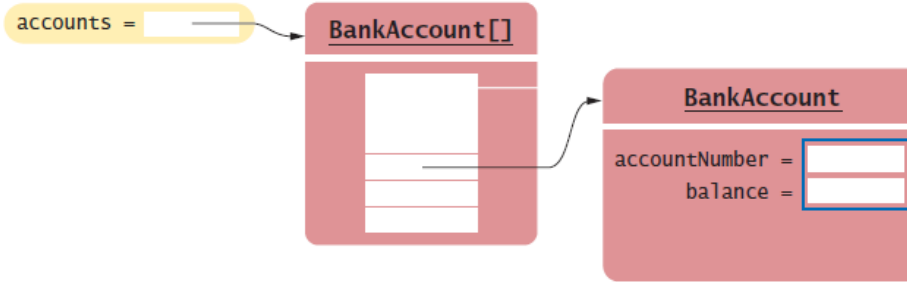 accounts =
BankAccount[]
BankAccount
accountNumber =
balance =